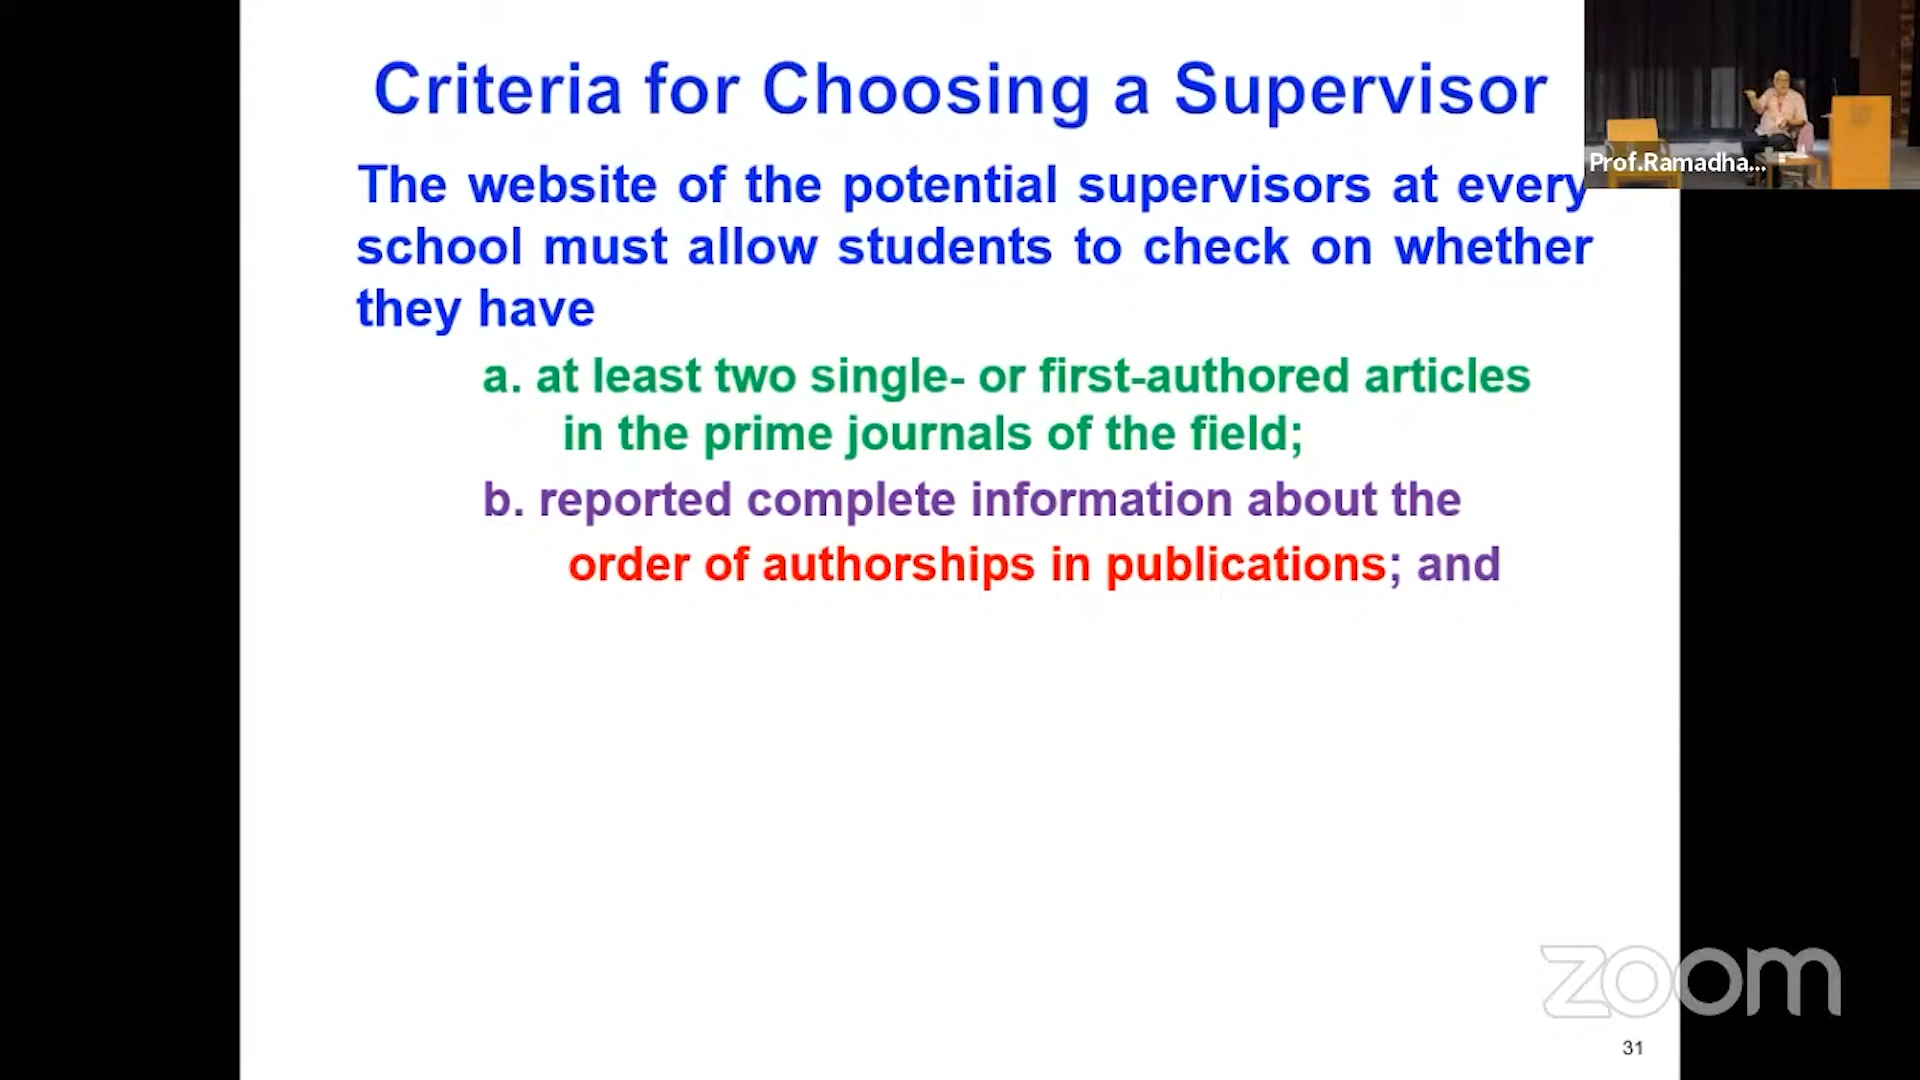 Criteria for Choosing a Supervisor
Prof.Ramadha...
The website of the potential supervisors at every
school must allow students to check on whether
they have
a. at least two single- or first-authored articles
in the prime journals of the field;
b. reported complete information about the
order of authorships in publications; and
zoom
31